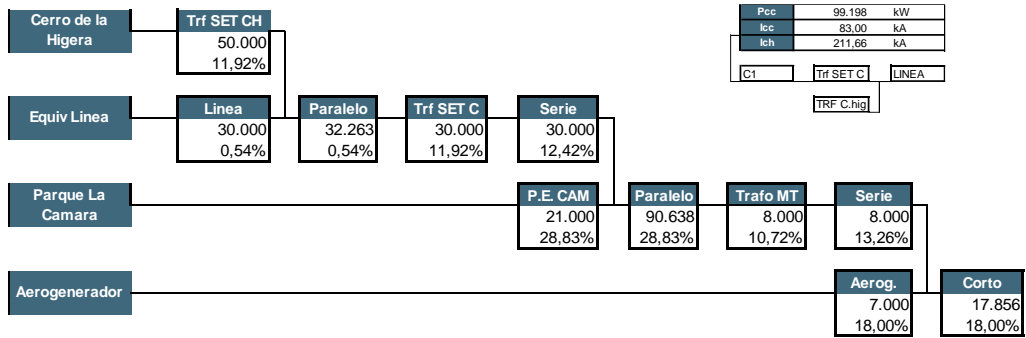 Cerro de la
Higera
Trf SET CH
50.000
11,92%
Pcc 99.198 kW
Icc 83,00 kA
Ich 211,66 kA
C1 Trf SET C LINEA
TRF C.hig
Equiv Linea
Linea Paralelo Trf SET C Serie
30.000 32.263 30.000 30.000
0,54% 0,54% 11,92% 12,42%
Parque La
Camara
P.E. CAM Paralelo Trafo MT Serie
21.000 90.638 8.000 8.000
28,83% 28,83% 10,72% 13,26%
Aerogenerador
Aerog. Corto
7.000 17.856
18,00% 18,00%